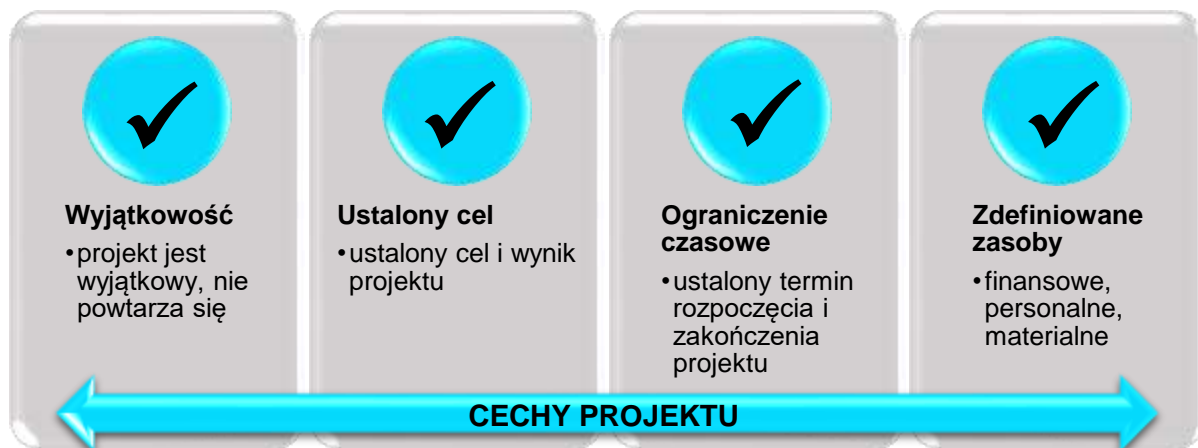 Wyjątkowość
•projekt jest
wyjątkowy, nie
powtarza się
Ustalony cel
•ustalony cel i wynik
projektu
Ograniczenie
czasowe
•ustalony termin
rozpoczęcia i
zakończenia
projektu
Zdefiniowane
zasoby
•finansowe,
personalne,
materialne
CECHY PROJEKTU